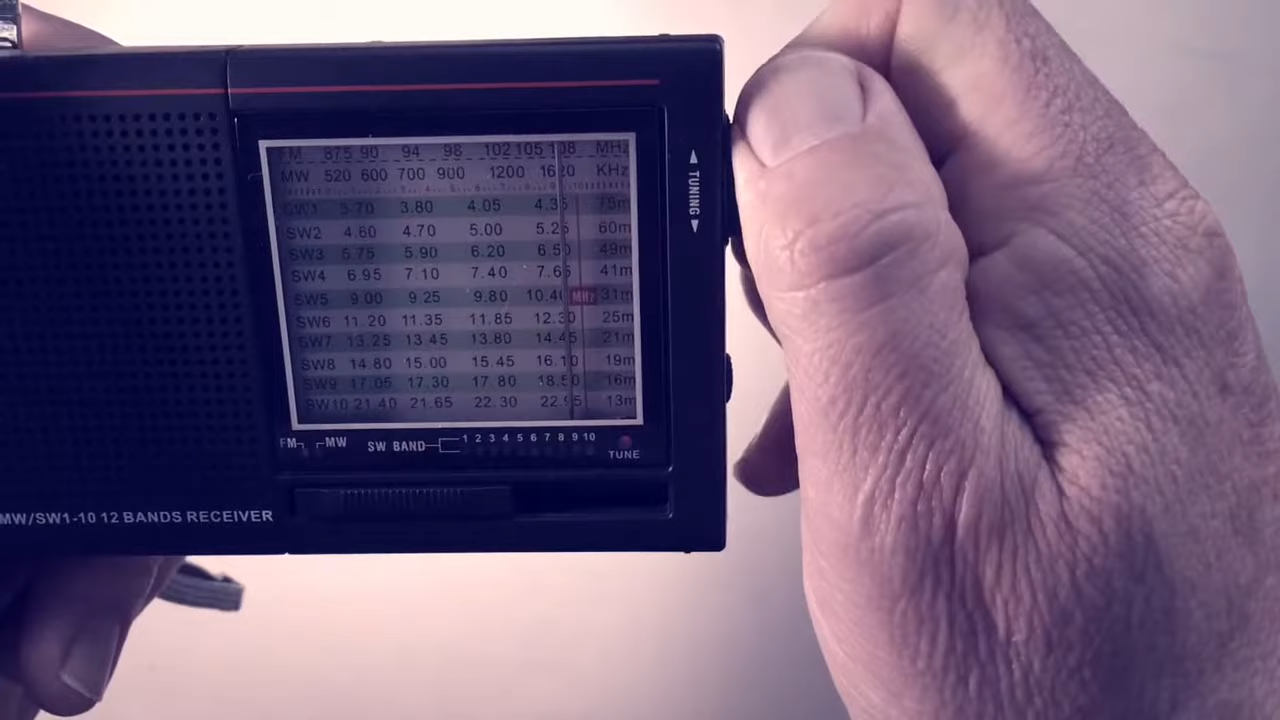 FM 87.5 90 94 98 102 105 108 MHz
MW 520 600 700 900 1200 1620 KHz
SW1 3.70 3.80 4.05 4.35 75m
SW2 4.60 4.70 5.00 5.25 60m
SW3 5.75 5.90 6.20 6.50 49m
SW4 6.95 7.10 7.40 7.65 41m
SW5 9.00 9.25 9.80 10.40 MHz 31m
SW6 11.20 11.35 11.85 12.30 25m
SW7 13.25 13.45 13.80 14.45 21m
SW8 14.80 15.00 15.45 16.10 19m
SW9 17.05 17.30 17.80 18.50 16m
SW10 21.40 21.65 22.30 22.95 13m
TUNING
FM MW SW BAND 1 2 3 4 5 6 7 8 9 10
TUNE
MW/SW1-10 12 BANDS RECEIVER